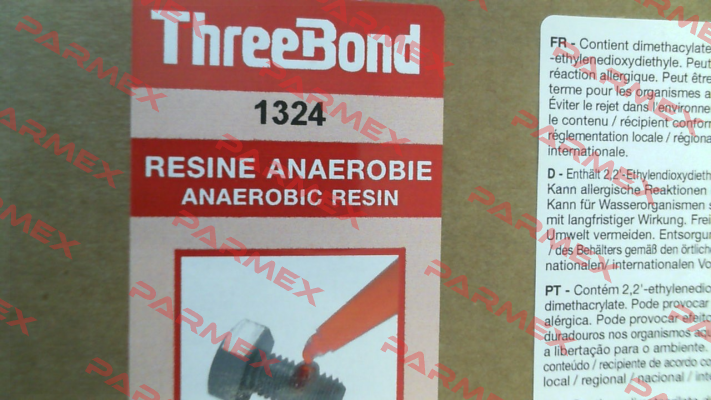 ThreeBond
1324
RESINE ANAEROBIE
ANAEROBIC RESIN
FR - Contient dimethacylate
-ethylenedioxydiethyle. Peut
réaction allergique. Peut être
terme pour les organismes a
Éviter le rejet dans l'environne
le contenu / récipient conform
réglementation locale / régiona
internationale.
D - Enthält 2,2'-Ethylendioxydieth
Kann allergische Reaktionen
Kann für Wasserorganismen s
mit langfristiger Wirkung. Frei
Umwelt vermeiden. Entsorgun
/ des Behälters gemäß den örtliche
nationalen/ internationalen Vo
PT - Contém 2,2'-ethylenedio
dimethacrylate. Pode provocar
alérgica. Pode provocar efeito
duradouros nos organismos aqu
a libertação para o ambiente.
conteúdo / recipiente de acordo co
local / regional / nacional / inte
PARMEX